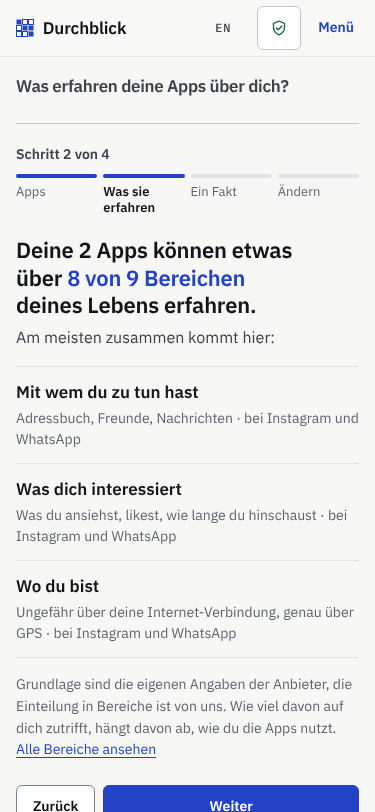 Durchblick
EN
Menü
Was erfahren deine Apps über dich?
Schritt 2 von 4
Apps
Was sie
erfahren
Ein Fakt
Ändern
Deine 2 Apps können etwas
über 8 von 9 Bereichen
deines Lebens erfahren.
Am meisten zusammen kommt hier:
Mit wem du zu tun hast
Adressbuch, Freunde, Nachrichten · bei Instagram und
WhatsApp
Was dich interessiert
Was du ansiehst, likest, wie lange du hinschaust · bei
Instagram und WhatsApp
Wo du bist
Ungefähr über deine Internet-Verbindung, genau über
GPS · bei Instagram und WhatsApp
Grundlage sind die eigenen Angaben der Anbieter, die
Einteilung in Bereiche ist von uns. Wie viel davon auf
dich zutrifft, hängt davon ab, wie du die Apps nutzt.
Alle Bereiche ansehen
Zurück
Weiter